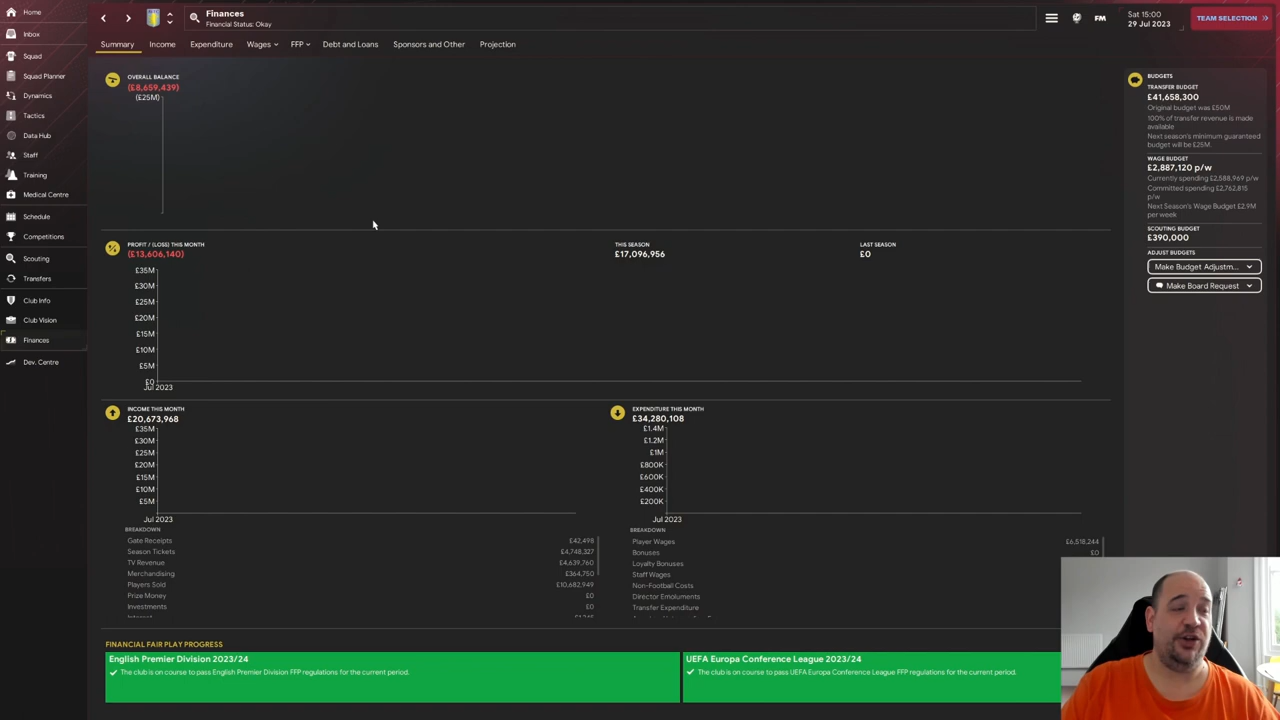 Home
Inbox
Squad
Squad Planner
Dynamics
Tactics
Data Hub
Staff
Training
Medical Centre
Schedule
Competitions
Scouting
Transfers
Club Info
Club Vision
Finances
Dev. Centre
Finances
Financial Status: Okay
FM
Sat 15:00
29 Jul 2023
TEAM SELECTION
Summary
Income
Expenditure
Wages
FFP
Debt and Loans
Sponsors and Other
Projection
OVERALL BALANCE
(£8,659,439)
(£25M)
PROFIT / (LOSS) THIS MONTH
(£13,606,140)
THIS SEASON
£17,096,956
LAST SEASON
£0
£35M
£30M
£25M
£20M
£15M
£10M
£5M
£0
Jul 2023
INCOME THIS MONTH
£20,673,968
£35M
£30M
£25M
£20M
£15M
£10M
£5M
Jul 2023
BREAKDOWN
Gate Receipts £42,498
Season Tickets £4,748,327
TV Revenue £4,639,760
Merchandising £364,750
Players Sold £10,682,949
Prize Money £0
Investments £0
EXPENDITURE THIS MONTH
£34,280,108
£1.4M
£1.2M
£1M
£800K
£600K
£400K
£200K
Jul 2023
BREAKDOWN
Player Wages £6,518,244
Bonuses £0
Loyalty Bonuses
Staff Wages
Non-Football Costs
Director Emoluments
Transfer Expenditure
FINANCIAL FAIR PLAY PROGRESS
English Premier Division 2023/24
The club is on course to pass English Premier Division FFP regulations for the current period.
UEFA Europa Conference League 2023/24
The club is on course to pass UEFA Europa Conference League FFP regulations for the current period.
BUDGETS
TRANSFER BUDGET
£41,658,300
Original budget was £50M
100% of transfer revenue is made
available
Next season's minimum guaranteed
budget will be £25M.
WAGE BUDGET
£2,887,120 p/w
Currently spending £2,588,969 p/w
Committed spending £2,762,815
p/w
Next Season's Wage Budget £2.9M
per week
SCOUTING BUDGET
£390,000
ADJUST BUDGETS
Make Budget Adjustm...
Make Board Request